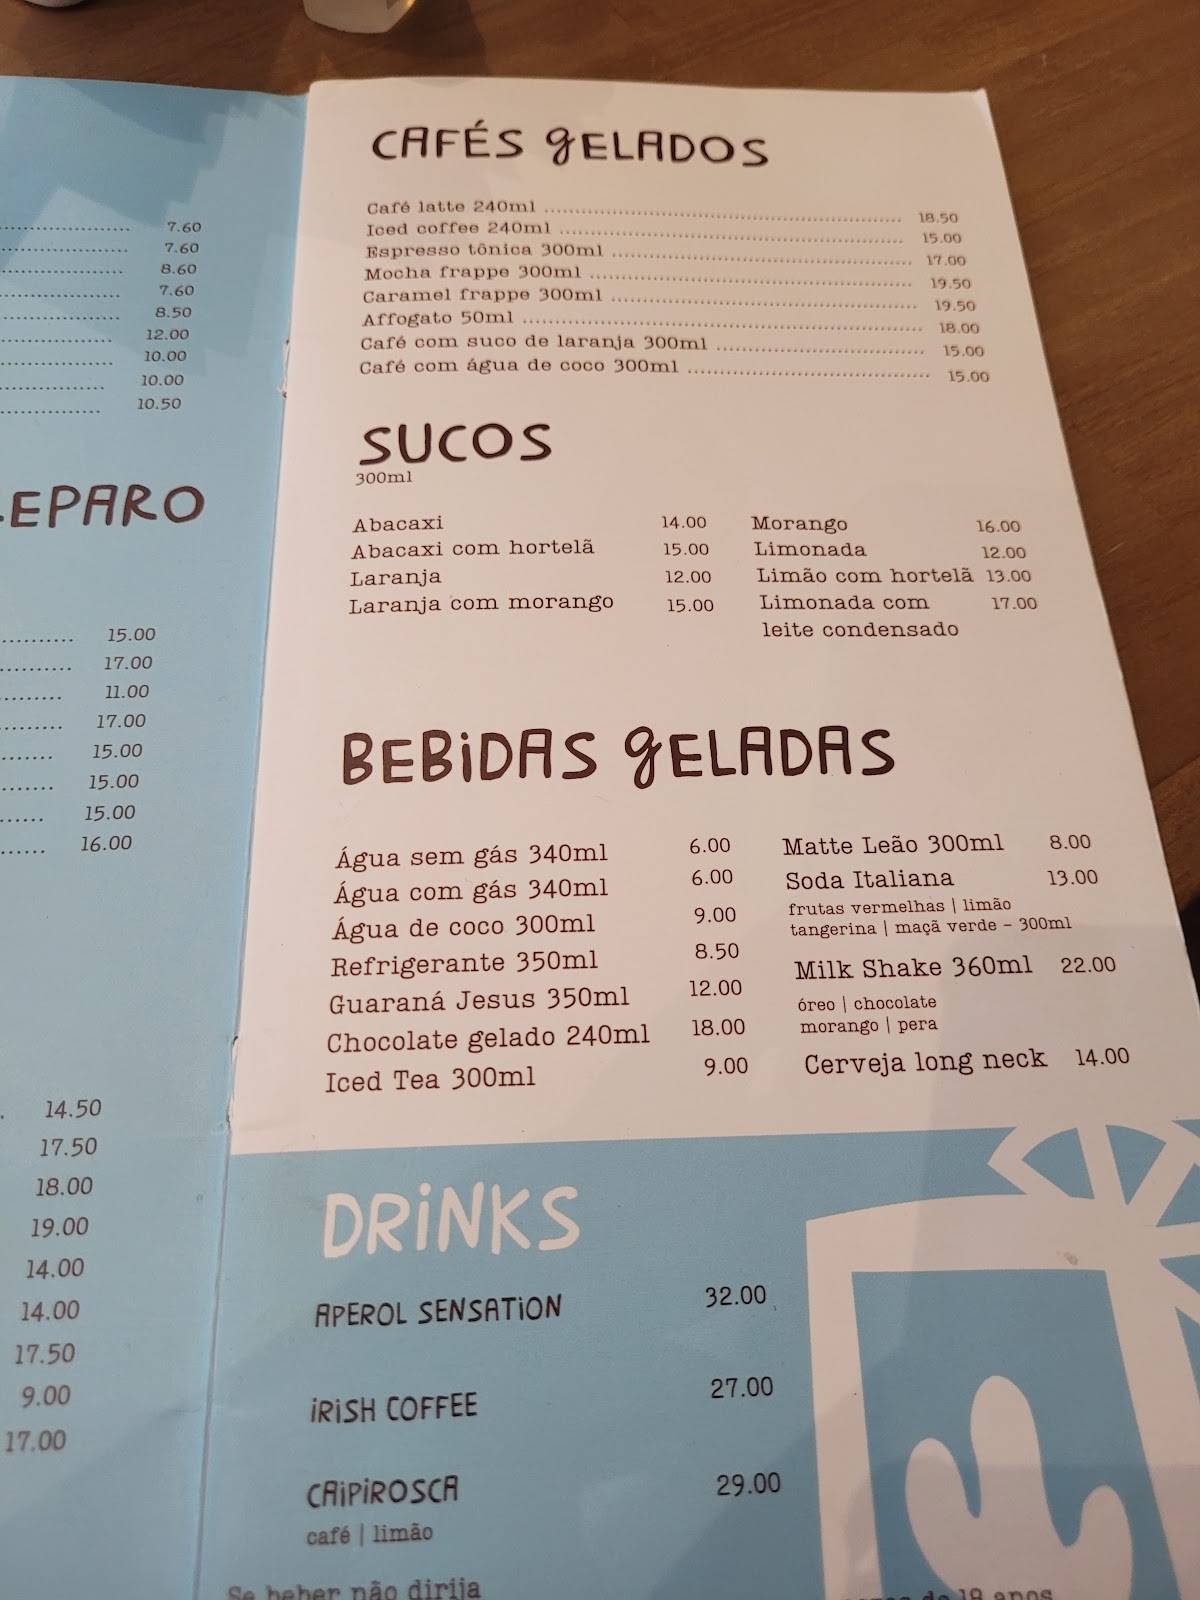 7.60
7.60
8.60
7.60
8.50
12.00
10.00
10.00
10.50
EPARO
15.00
17.00
11.00
17.00
15.00
15.00
15.00
16.00
14.50
17.50
18.00
19.00
14.00
14.00
17.50
9.00
17.00
CAFÉS GELADOS
Café latte 240ml 18.50
Iced coffee 240ml 15.00
Espresso tônica 300ml 17.00
Mocha frappe 300ml 19.50
Caramel frappe 300ml 19.50
Affogato 50ml 18.00
Café com suco de laranja 300ml 15.00
Café com água de coco 300ml 15.00
SUCOS
300ml
Abacaxi 14.00
Abacaxi com hortelã 15.00
Laranja 12.00
Laranja com morango 15.00
Morango 16.00
Limonada 12.00
Limão com hortelã 13.00
Limonada com 17.00
leite condensado
BEBIDAS GELADAS
Água sem gás 340ml 6.00
Água com gás 340ml 6.00
Água de coco 300ml 9.00
Refrigerante 350ml 8.50
Guaraná Jesus 350ml 12.00
Chocolate gelado 240ml 18.00
Iced Tea 300ml 9.00
Matte Leão 300ml 8.00
Soda Italiana 13.00
frutas vermelhas | limão
tangerina | maçã verde - 300ml
Milk Shake 360ml 22.00
óreo | chocolate
morango | pera
Cerveja long neck 14.00
DRINKS
APEROL SENSATION 32.00
IRISH COFFEE 27.00
CAIPIROSCA 29.00
café | limão
Se beber não dirija
de 18 anos